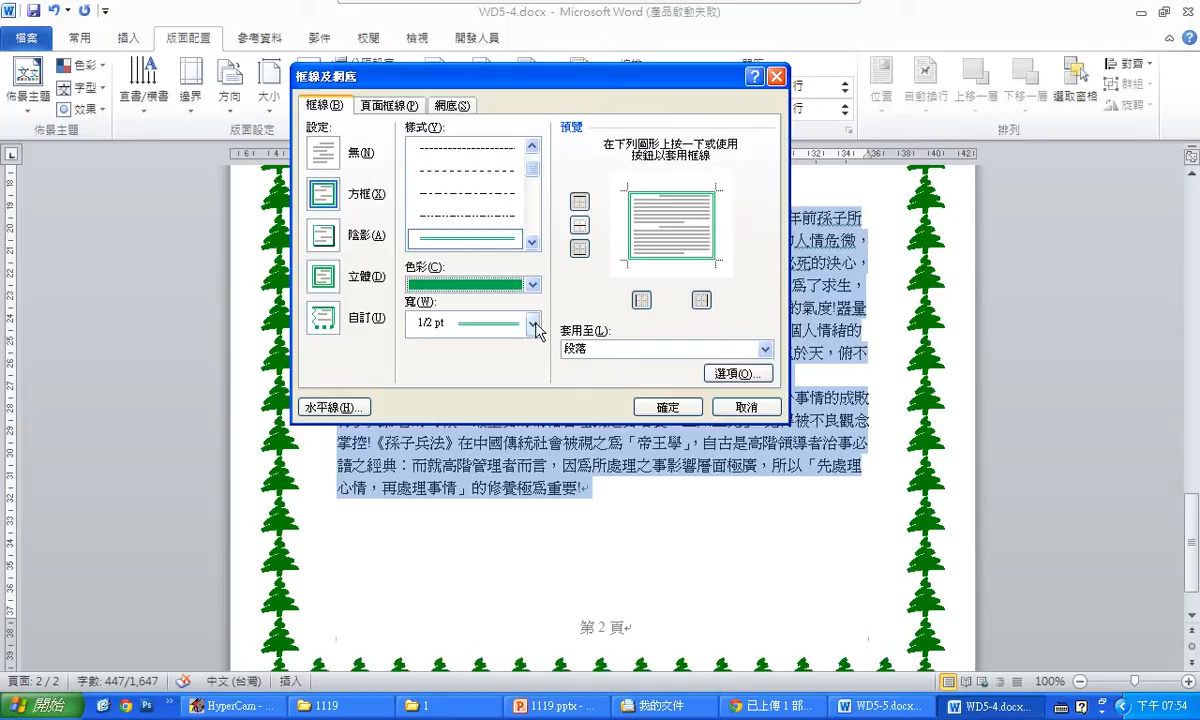 WD5-4.docx - Microsoft Word (產品啟動失敗)
檔案 常用 插入 版面配置 參考資料 郵件 校閱 檢視 開發人員
佈景主題
色彩
字型
效果
佈景主題
直書/橫書 邊界 方向 大小
版面設定
行
行
位置 自動換行 上移一層 下移一層 選取窗格
對齊
群組
旋轉
排列
框線及網底
框線(B) 頁面框線(P) 網底(S)
設定:
無(N)
方框(X)
陰影(A)
立體(D)
自訂(U)
樣式(Y):
色彩(C):
寬(W):
1/2 pt
預覽
在下列圖形上按一下或使用
按鈕以套用框線
套用至(L):
段落
選項(O)...
水平線(H)... 確定 取消
年前孫子所
人情危微，
必死的決心，
爲了求生，
的氣度!器量
個人情緒的
於天，俯不
事情的成敗
被不良觀念
掌控!《孫子兵法》在中國傳統社會被視之爲「帝王學」，自古是高階領導者治事必
讀之經典：而就高階管理者而言，因爲所處理之事影響層面極廣，所以「先處理
心情，再處理事情」的修養極爲重要!
第 2 頁
頁面: 2/2 字數: 447/1,647 中文 (台灣) 插入 100%
開始 HyperCam -... 1119 1 1119 pptx -... 我的文件 已上傳 1 部... WD5-5.docx... WD5-4.docx... 下午 07:54